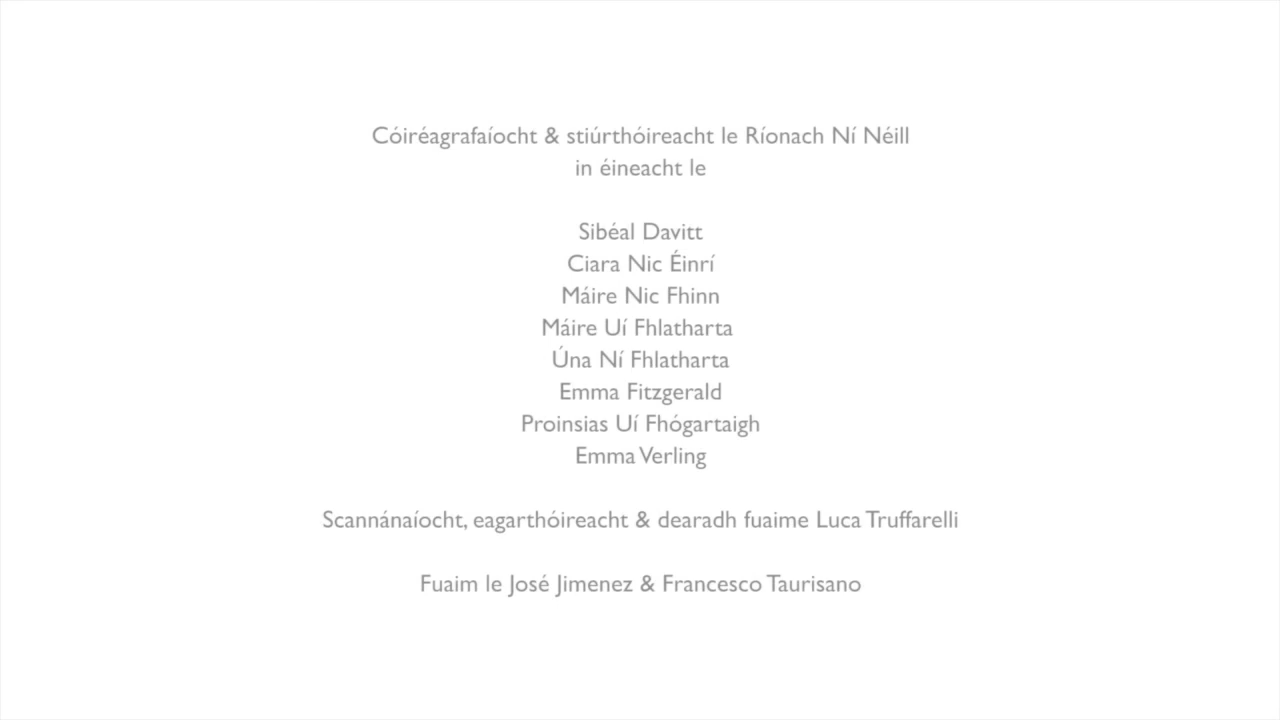 Cóiréagrafaíocht & stiúrthóireacht le Ríonach Ní Néill
in éineacht le
Sibéal Davitt
Ciara Nic Éinrí
Máire Nic Fhinn
Máire Uí Fhlatharta
Úna Ní Fhlatharta
Emma Fitzgerald
Proinsias Uí Fhógartaigh
Emma Verling
Scannánaíocht, eagarthóireacht & dearadh fuaime Luca Truffarelli
Fuaim le José Jimenez & Francesco Taurisano